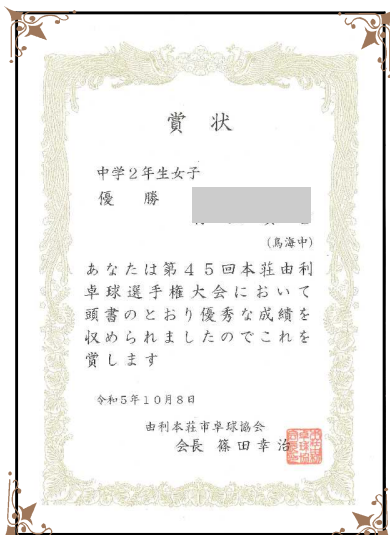 賞状
中学2年生女子
優勝
(鳥海中)
あなたは第45回本荘由利
卓球選手権大会において
頭書のとおり優秀な成績を
収められましたのでこれを
賞します
令和5年10月8日
由利本荘市卓球協会
会長 篠田幸治